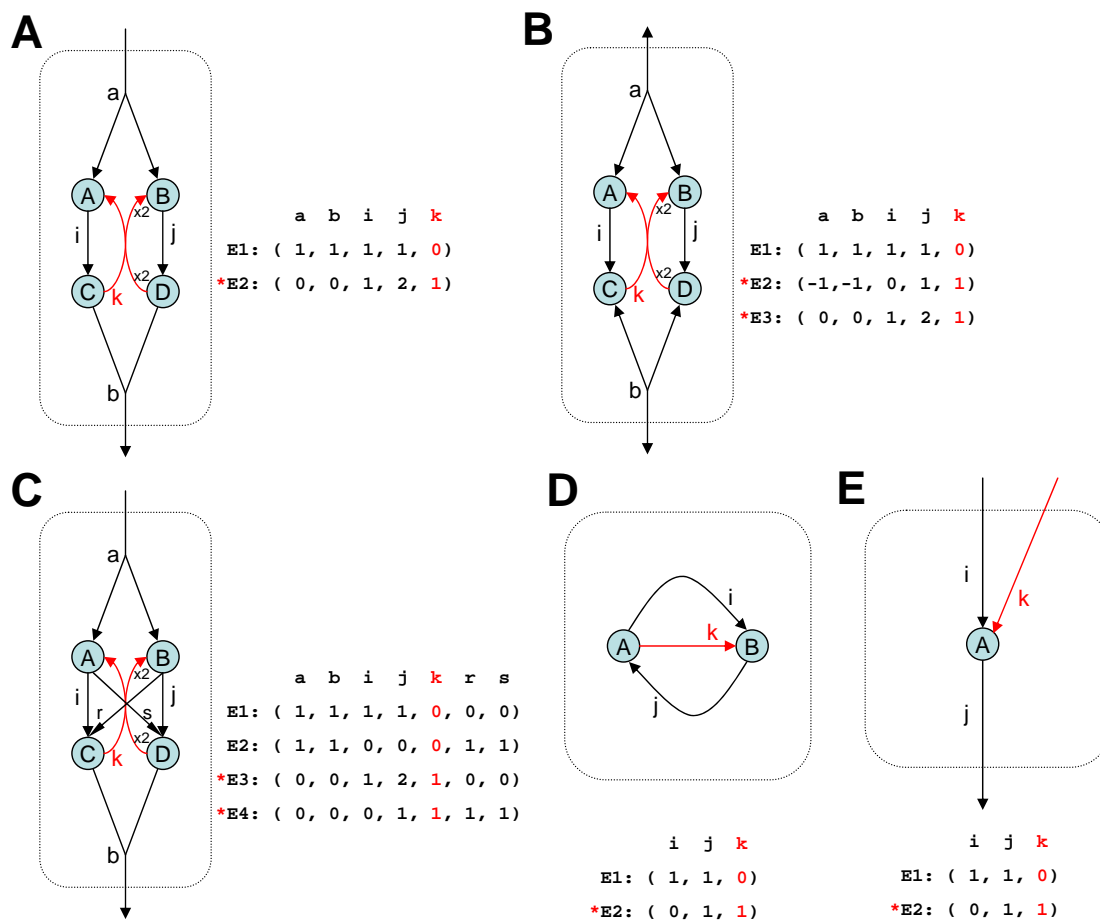 A
a
A
B
x2
i
j
x2
C
D
k
b
a b i j k
E1: ( 1, 1, 1, 1, 0)
*E2: ( 0, 0, 1, 2, 1)
B
a
A
B
x2
i
j
x2
C
D
k
b
a b i j k
E1: ( 1, 1, 1, 1, 0)
*E2: (-1,-1, 0, 1, 1)
*E3: ( 0, 0, 1, 2, 1)
C
a
A
B
x2
i
j
r
s
x2
C
D
k
b
a b i j k r s
E1: ( 1, 1, 1, 1, 0, 0, 0)
E2: ( 1, 1, 0, 0, 0, 1, 1)
*E3: ( 0, 0, 1, 2, 1, 0, 0)
*E4: ( 0, 0, 0, 1, 1, 1, 1)
D
i
k
A
B
j
i j k
E1: ( 1, 1, 0)
*E2: ( 0, 1, 1)
E
i
k
A
j
i j k
E1: ( 1, 1, 0)
*E2: ( 0, 1, 1)